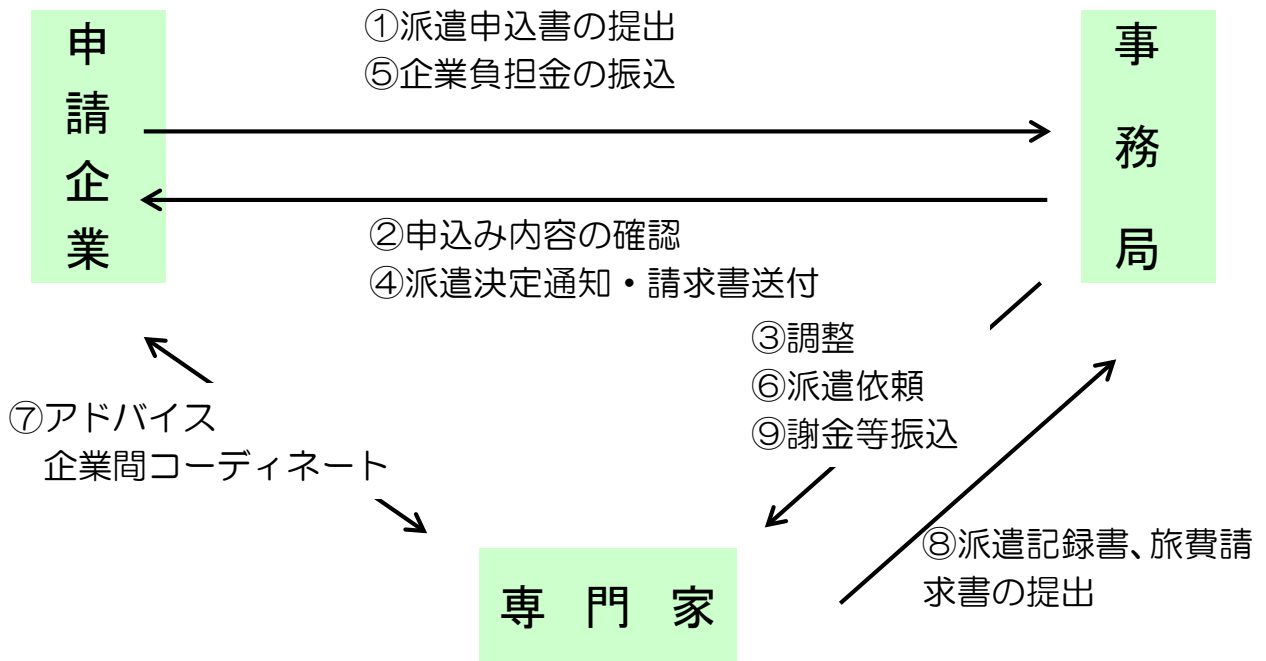 申請企業
①派遣申込書の提出
⑤企業負担金の振込
事務局
②申込み内容の確認
④派遣決定通知・請求書送付
③調整
⑥派遣依頼
⑨謝金等振込
⑦アドバイス
企業間コーディネート
⑧派遣記録書、旅費請
求書の提出
専門家